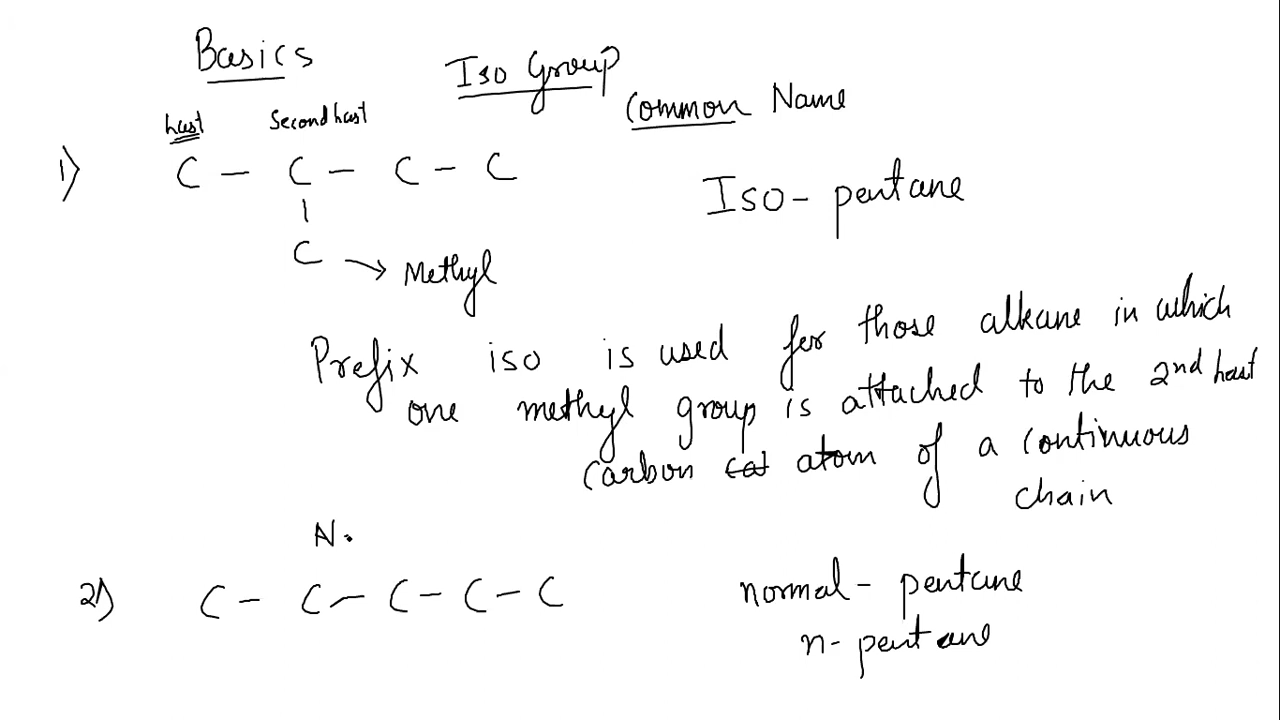 Basics
Iso Group
Common Name
Last Second last
1) C - C - C - C
C → Methyl
Iso- pentane
Prefix iso is used for those alkane in which
one methyl group is attached to the 2nd last
carbon cat atom of a continuous
chain
N.
2) C - C - C - C - C
normal- pentane
n- pentane